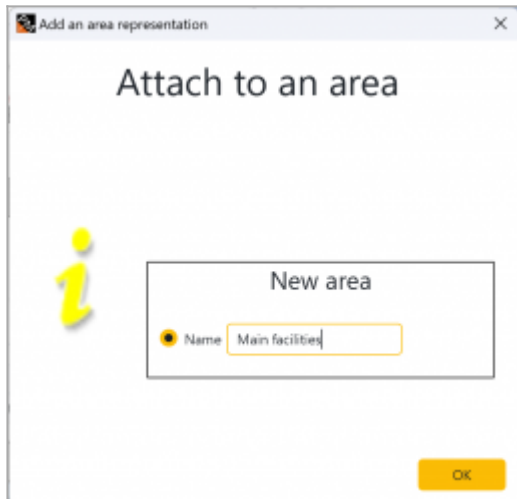 Add an area representation
Attach to an area
New area
Name Main facilities
OK